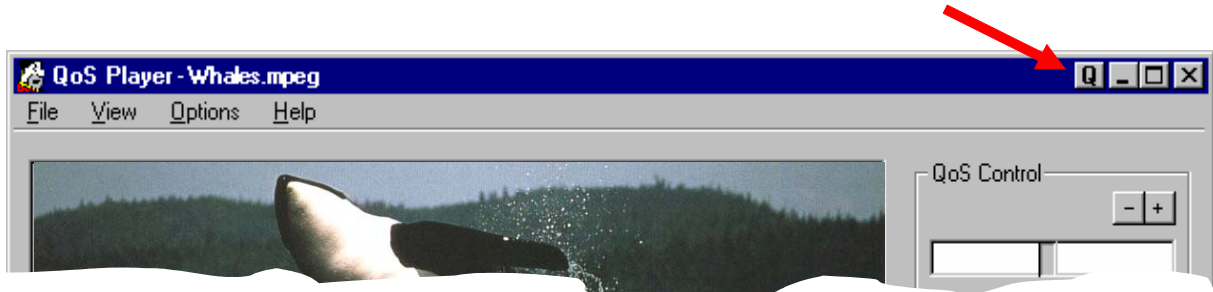 QoS Player - Whales.mpeg
Q
File View Options Help
QoS Control
- +